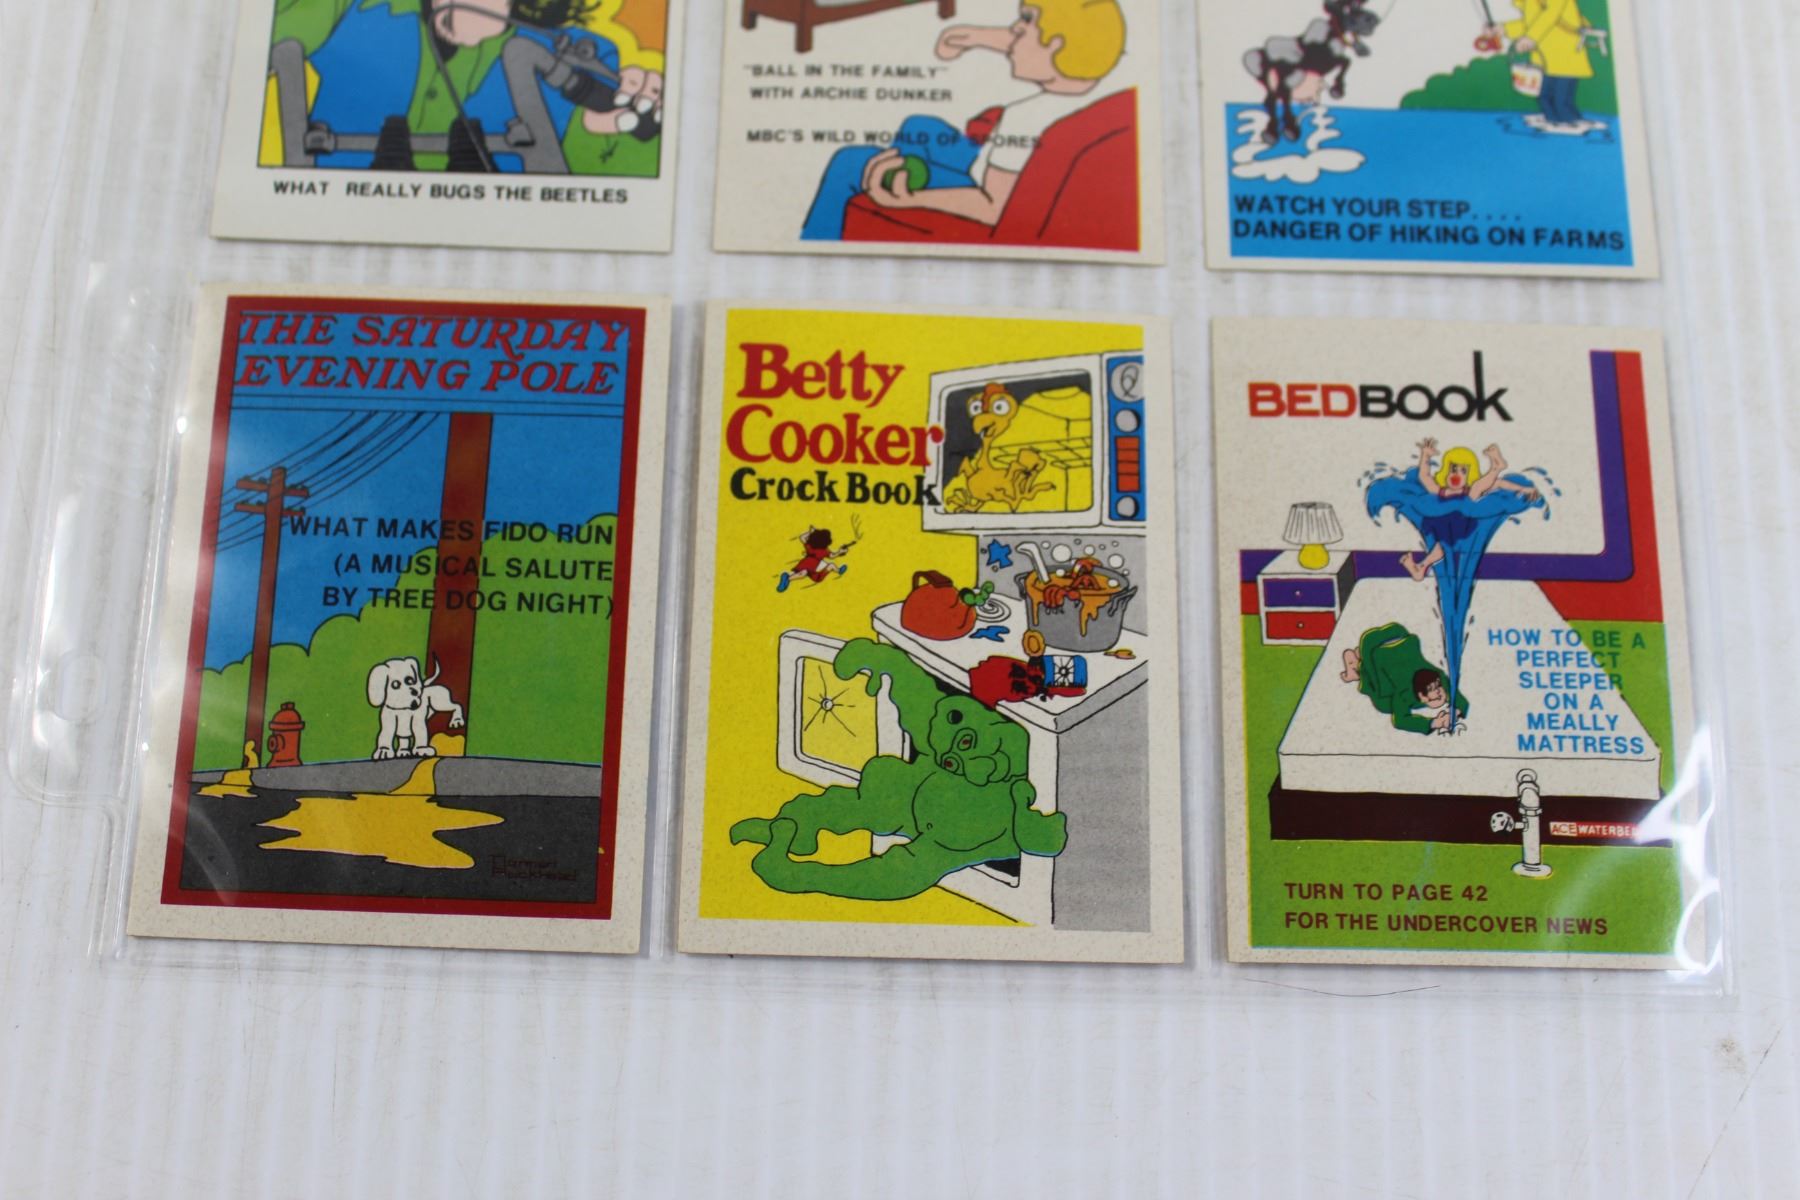 WHAT REALLY BUGS THE BEETLES
"BALL IN THE FAMILY"
WITH ARCHIE DUNKER
MBC'S WILD WORLD OF SPORES
WATCH YOUR STEP....
DANGER OF HIKING ON FARMS
THE SATURDAY
EVENING POLE
WHAT MAKES FIDO RUN
(A MUSICAL SALUTE
BY TREE DOG NIGHT)
Betty
Cooker
Crock Book
BEDBOOK
HOW TO BE A
PERFECT
SLEEPER
ON A
MEALLY
MATTRESS
ACE WATERBED
TURN TO PAGE 42
FOR THE UNDERCOVER NEWS